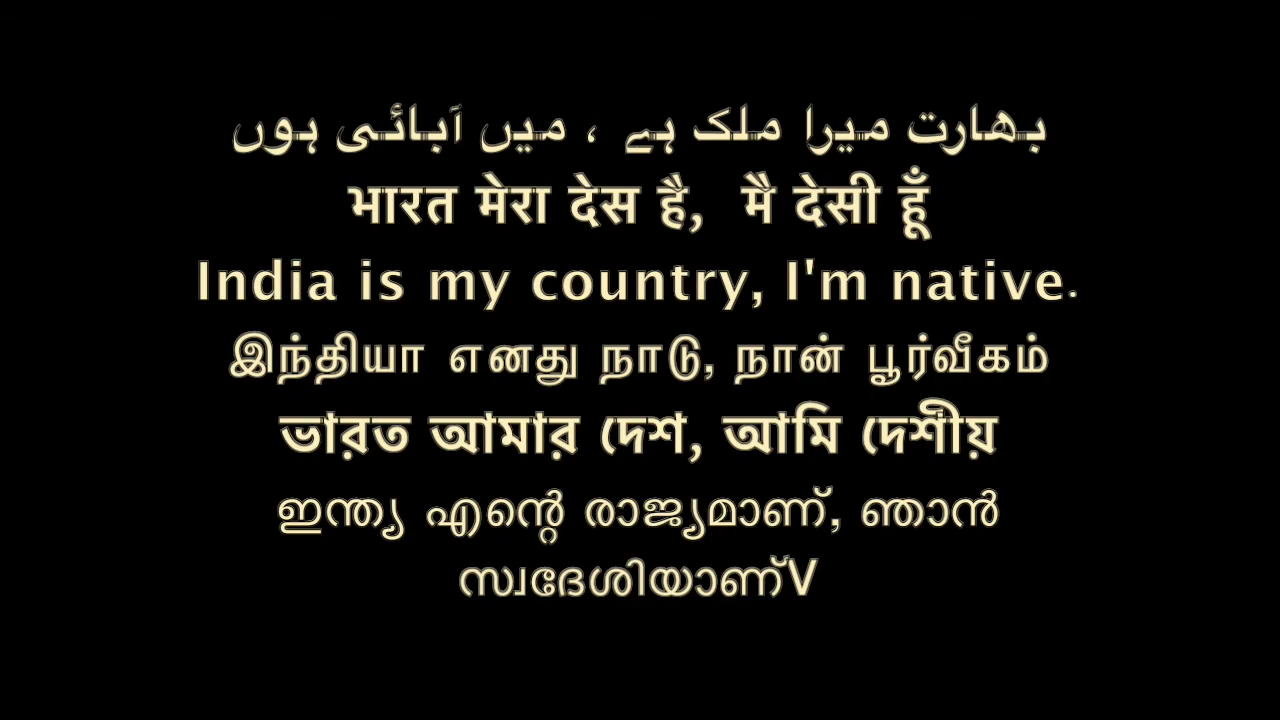 بھارت میرا ملک ہے ، میں آبائی ہوں
भारत मेरा देस है, मै देसी हूँ
India is my country, I'm native.
இந்தியா எனது நாடு, நான் பூர்வீகம்
ভারত আমার দেশ, আমি দেশীয়
ഇന്ത്യ എന്റെ രാജ്യമാണ്, ഞാൻ
സ്വദേശിയാണ്V